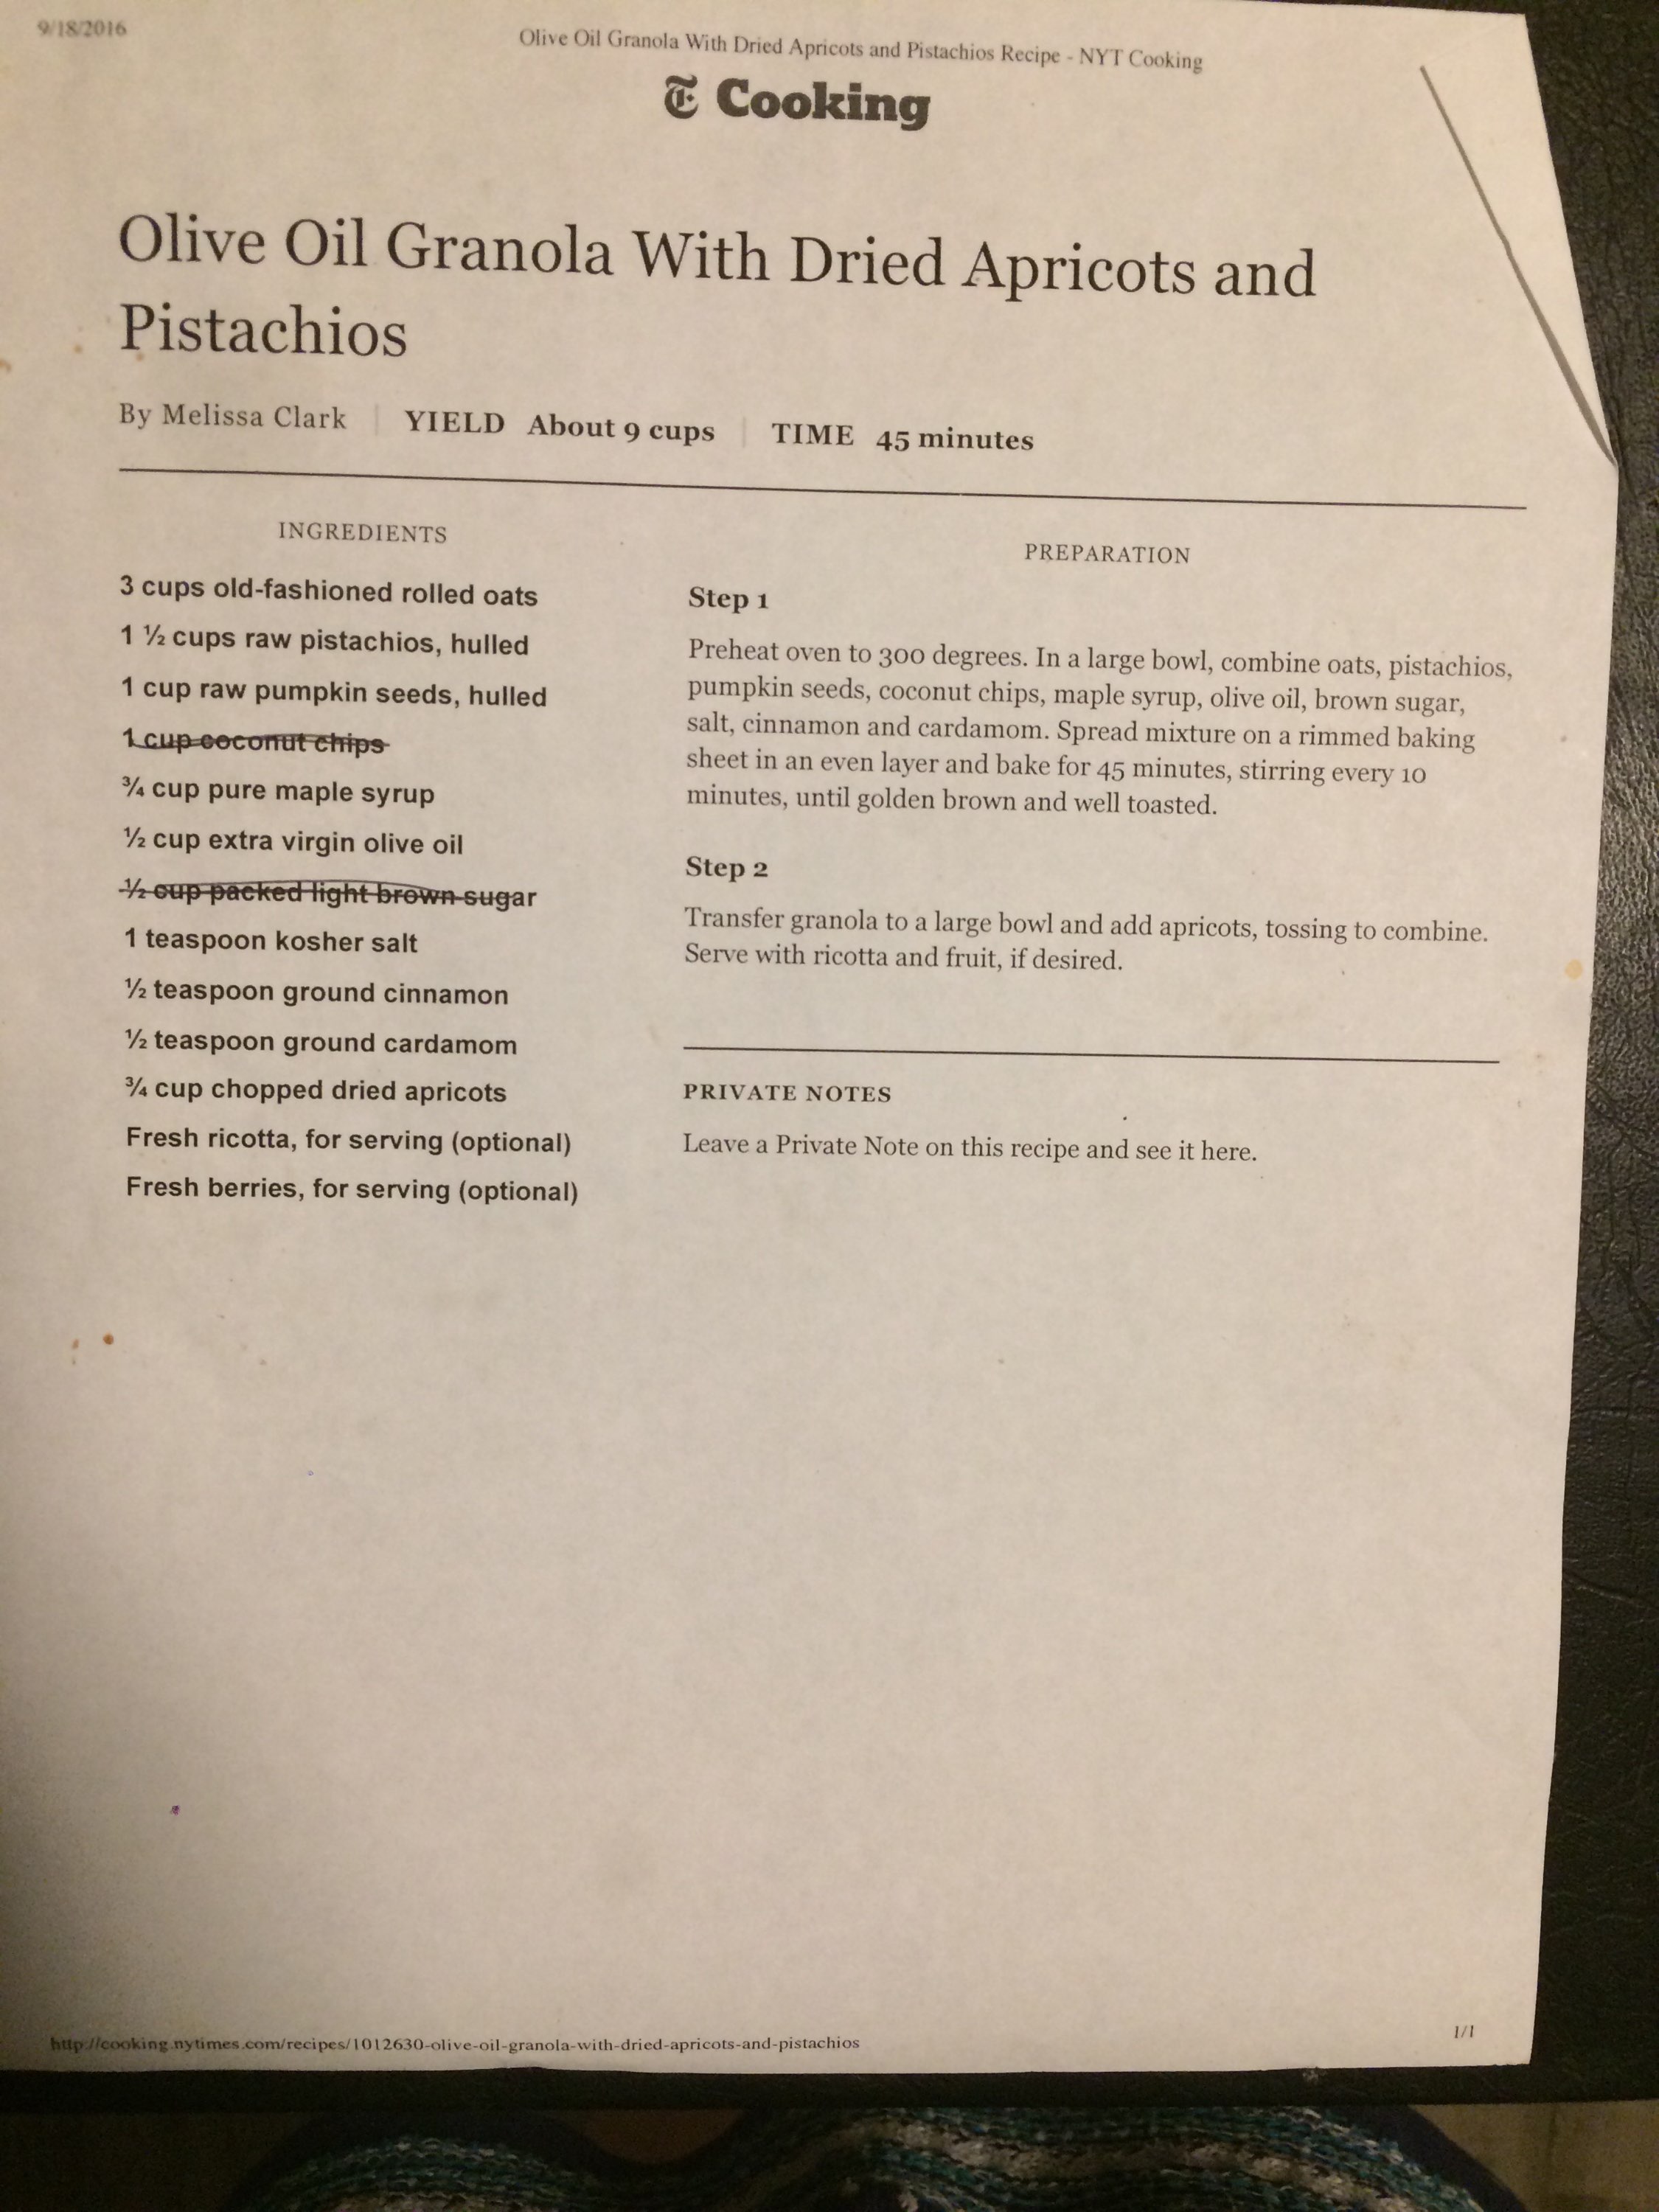 9/18/2016
Olive Oil Granola With Dried Apricots and Pistachios Recipe - NYT Cooking
T Cooking
Olive Oil Granola With Dried Apricots and
Pistachios
By Melissa Clark | YIELD About 9 cups | TIME 45 minutes
INGREDIENTS
3 cups old-fashioned rolled oats
1 ½ cups raw pistachios, hulled
1 cup raw pumpkin seeds, hulled
1 cup coconut chips
¾ cup pure maple syrup
½ cup extra virgin olive oil
½ cup packed light brown sugar
1 teaspoon kosher salt
½ teaspoon ground cinnamon
½ teaspoon ground cardamom
¾ cup chopped dried apricots
Fresh ricotta, for serving (optional)
Fresh berries, for serving (optional)
PREPARATION
Step 1
Preheat oven to 300 degrees. In a large bowl, combine oats, pistachios,
pumpkin seeds, coconut chips, maple syrup, olive oil, brown sugar,
salt, cinnamon and cardamom. Spread mixture on a rimmed baking
sheet in an even layer and bake for 45 minutes, stirring every 10
minutes, until golden brown and well toasted.
Step 2
Transfer granola to a large bowl and add apricots, tossing to combine.
Serve with ricotta and fruit, if desired.
PRIVATE NOTES
Leave a Private Note on this recipe and see it here.
http://cooking.nytimes.com/recipes/1012630-olive-oil-granola-with-dried-apricots-and-pistachios
1/1